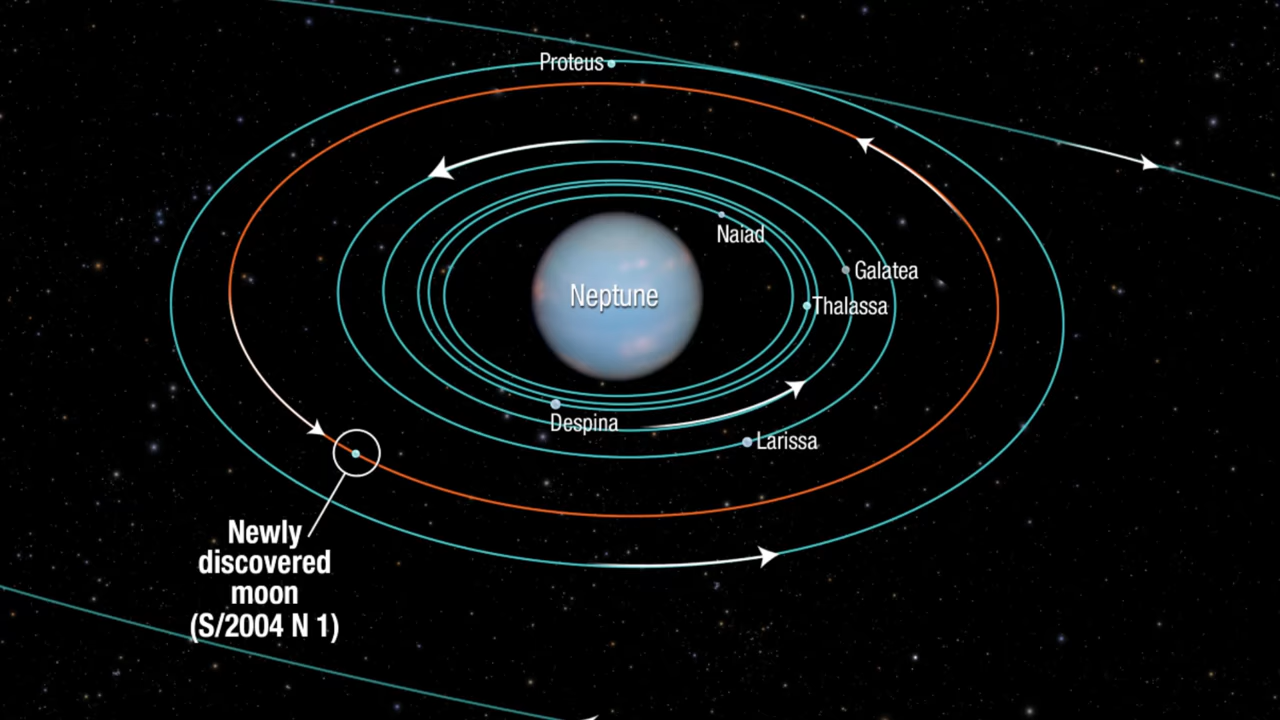 Proteus
Naiad
Galatea
Neptune
Thalassa
Despina
Larissa
Newly
discovered
moon
(S/2004 N 1)